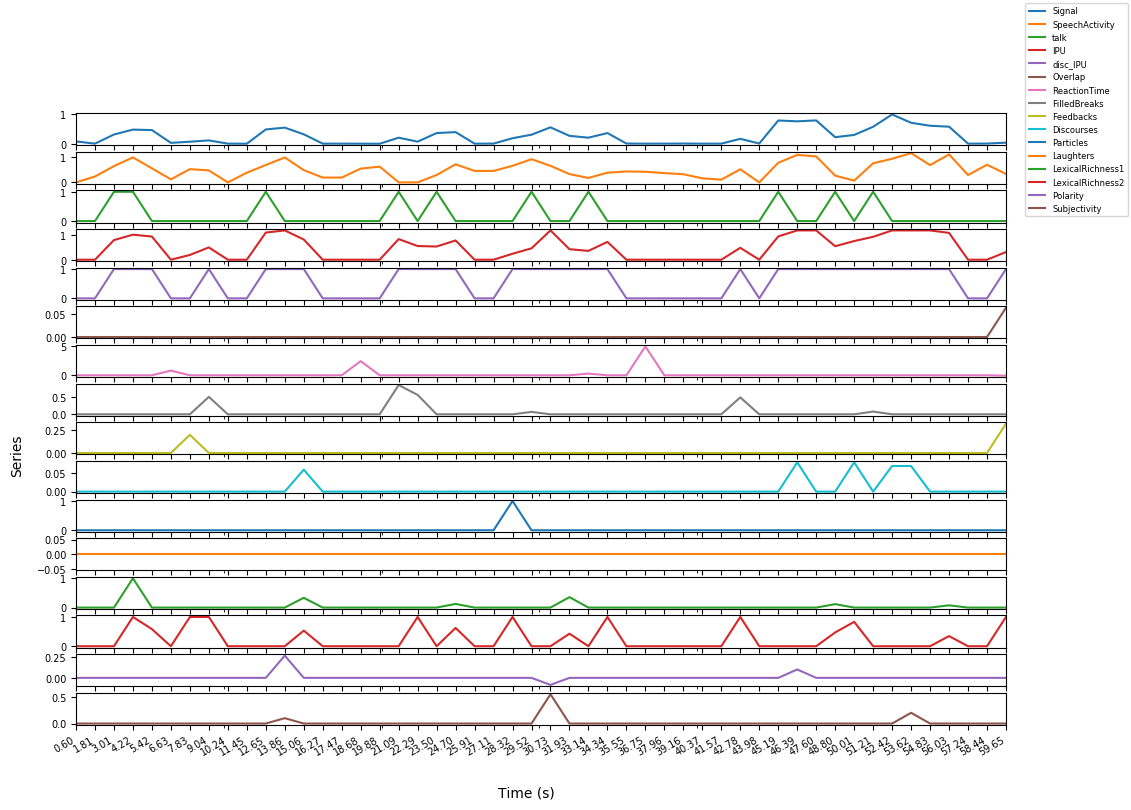 Signal
SpeechActivity
talk
IPU
disc_IPU
Overlap
ReactionTime
FilledBreaks
Feedbacks
Discourses
Particles
Laughters
LexicalRichness1
LexicalRichness2
Polarity
Subjectivity
1
0
1
0
1
0
1
0
1
0
0.05
0.00
5
0
0.5
0.0
0.25
0.00
0.05
0.00
1
0
0.05
0.00
−0.05
1
0
1
0
0.25
0.00
0.5
0.0
Series
0.60 1.81 3.01 4.22 5.42 6.63 7.83 9.04 10.24 11.45 12.65 13.86 15.06 16.27 17.47 18.68 19.88 21.09 22.29 23.50 24.70 25.91 27.11 28.32 29.52 30.73 31.93 33.14 34.34 35.55 36.75 37.96 39.16 40.37 41.57 42.78 43.98 45.19 46.39 47.60 48.80 50.01 51.21 52.42 53.62 54.83 56.03 57.24 58.44 59.65
Time (s)